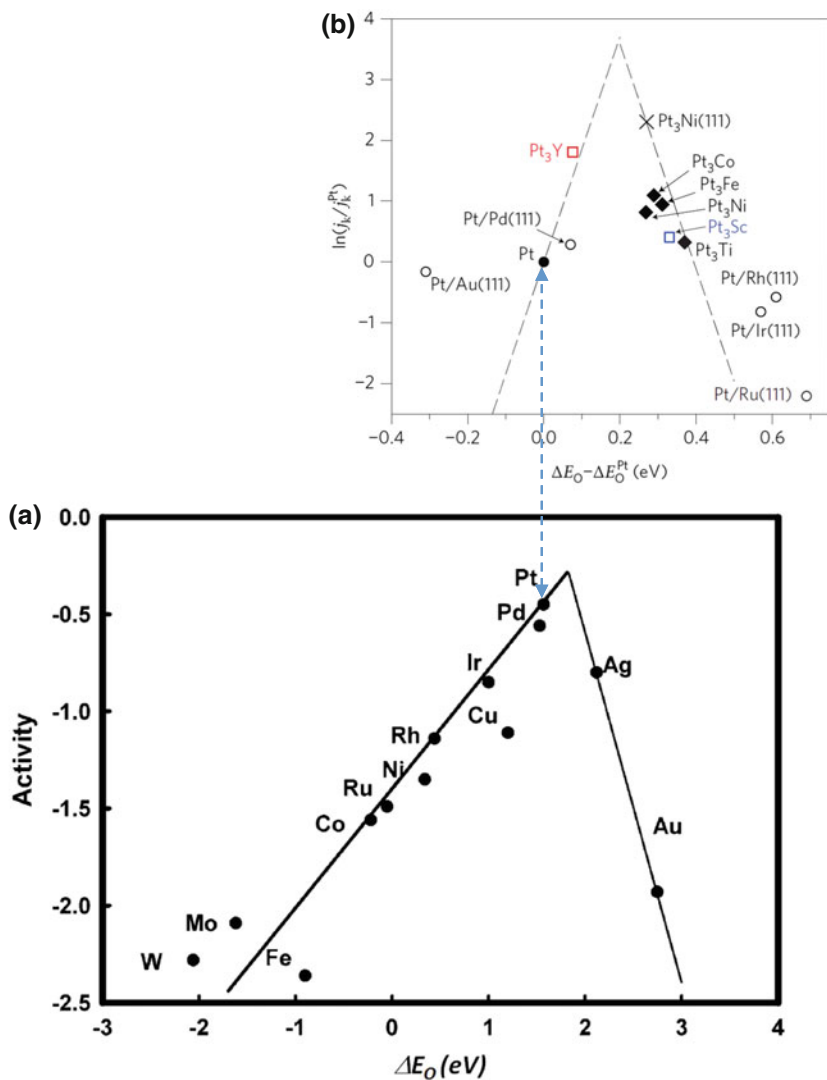 (b)
4
3
2
1
0
−1
−2
ln(jₖ/jₖᴾᵗ)
Pt₃Ni(111)
Pt₃Y
Pt₃Co
Pt₃Fe
Pt₃Ni
Pt/Pd(111)
Pt₃Sc
Pt
Pt₃Ti
Pt/Au(111)
Pt/Rh(111)
Pt/Ir(111)
Pt/Ru(111)
−0.4 −0.2 0.0 0.2 0.4 0.6
ΔE_O−ΔE_O^Pt (eV)
(a)
0.0
-0.5
-1.0
-1.5
-2.0
-2.5
Activity
Pt
Pd
Ir
Ag
Cu
Rh
Ni
Ru
Co
Au
Mo
W
Fe
-3 -2 -1 0 1 2 3 4
ΔE_O (eV)